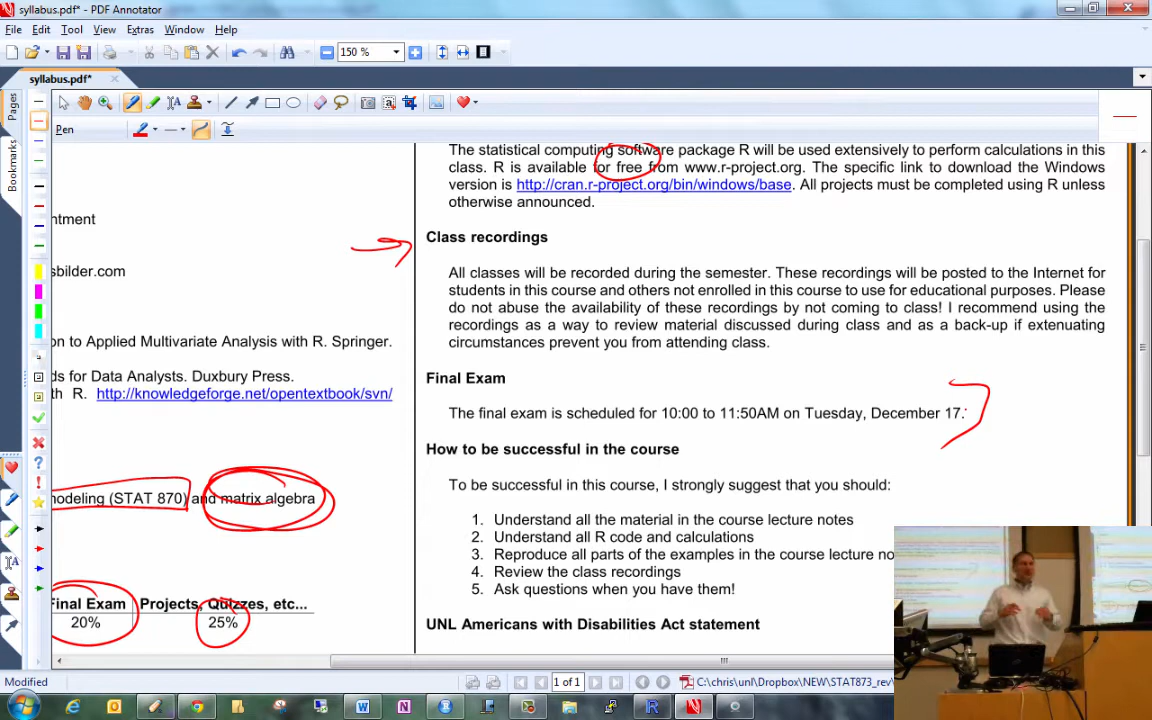 syllabus.pdf* - PDF Annotator
File Edit Tool View Extras Window Help
150 %
syllabus.pdf*
Pages
Bookmarks
Pen
ntment
sbilder.com
on to Applied Multivariate Analysis with R. Springer.
ds for Data Analysts. Duxbury Press.
th R. http://knowledgeforge.net/opentextbook/svn/
nodeling (STAT 870) and matrix algebra
Final Exam Projects, Quizzes, etc...
20% 25%
The statistical computing software package R will be used extensively to perform calculations in this
class. R is available for free from www.r-project.org. The specific link to download the Windows
version is http://cran.r-project.org/bin/windows/base. All projects must be completed using R unless
otherwise announced.
Class recordings
All classes will be recorded during the semester. These recordings will be posted to the Internet for
students in this course and others not enrolled in this course to use for educational purposes. Please
do not abuse the availability of these recordings by not coming to class! I recommend using the
recordings as a way to review material discussed during class and as a back-up if extenuating
circumstances prevent you from attending class.
Final Exam
The final exam is scheduled for 10:00 to 11:50AM on Tuesday, December 17.
How to be successful in the course
To be successful in this course, I strongly suggest that you should:
1. Understand all the material in the course lecture notes
2. Understand all R code and calculations
3. Reproduce all parts of the examples in the course lecture no
4. Review the class recordings
5. Ask questions when you have them!
UNL Americans with Disabilities Act statement
Modified
1 of 1
C:\chris\unl\Dropbox\NEW\STAT873_rev